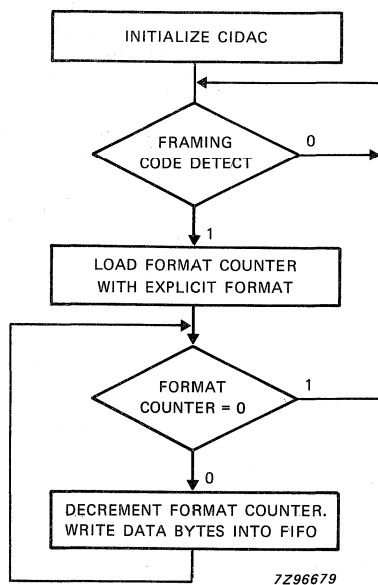 INITIALIZE CIDAC
FRAMING
CODE DETECT
0
1
LOAD FORMAT COUNTER
WITH EXPLICIT FORMAT
FORMAT
COUNTER = 0
1
0
DECREMENT FORMAT COUNTER.
WRITE DATA BYTES INTO FIFO
7Z96679